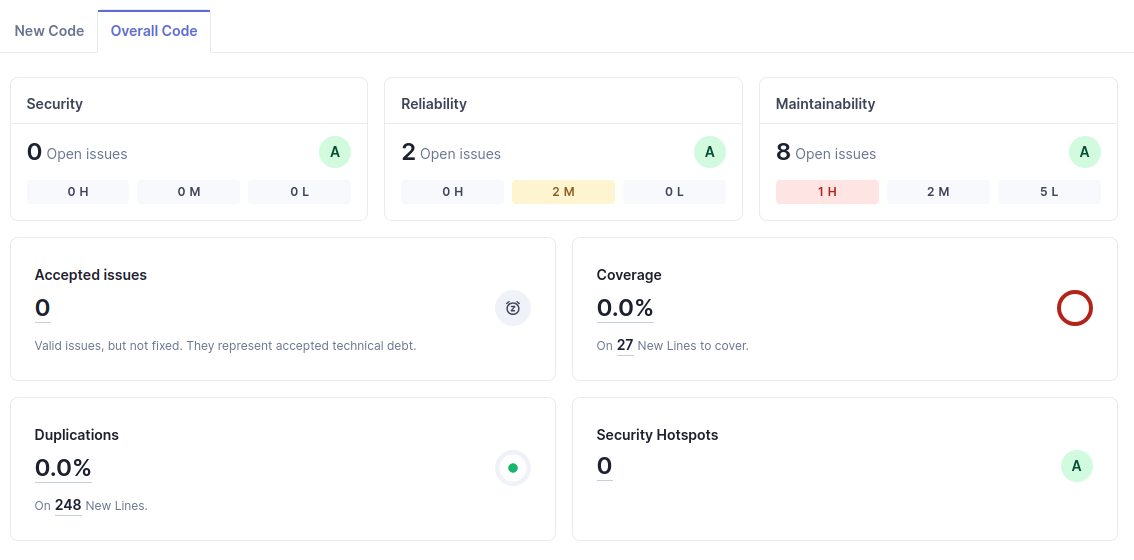 New Code Overall Code
Security
0 Open issues A
0 H 0 M 0 L
Reliability
2 Open issues A
0 H 2 M 0 L
Maintainability
8 Open issues A
1 H 2 M 5 L
Accepted issues
0
z
Valid issues, but not fixed. They represent accepted technical debt.
Coverage
0.0%
On 27 New Lines to cover.
Duplications
0.0%
On 248 New Lines.
Security Hotspots
0 A